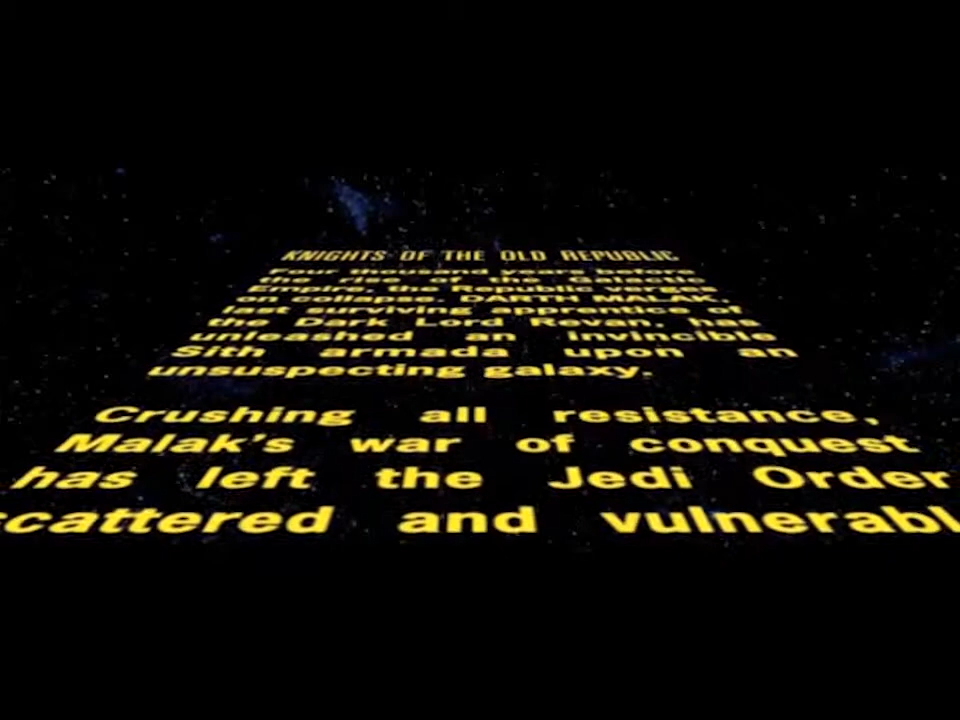 KNIGHTS OF THE OLD REPUBLIC
Four thousand years before
the rise of the Galactic
Empire, the Republic verges
on collapse. DARTH MALAK,
last surviving apprentice of
the Dark Lord Revan, has
unleashed an invincible
Sith armada upon an
unsuspecting galaxy.
Crushing all resistance,
Malak's war of conquest
has left the Jedi Order
scattered and vulnerabl